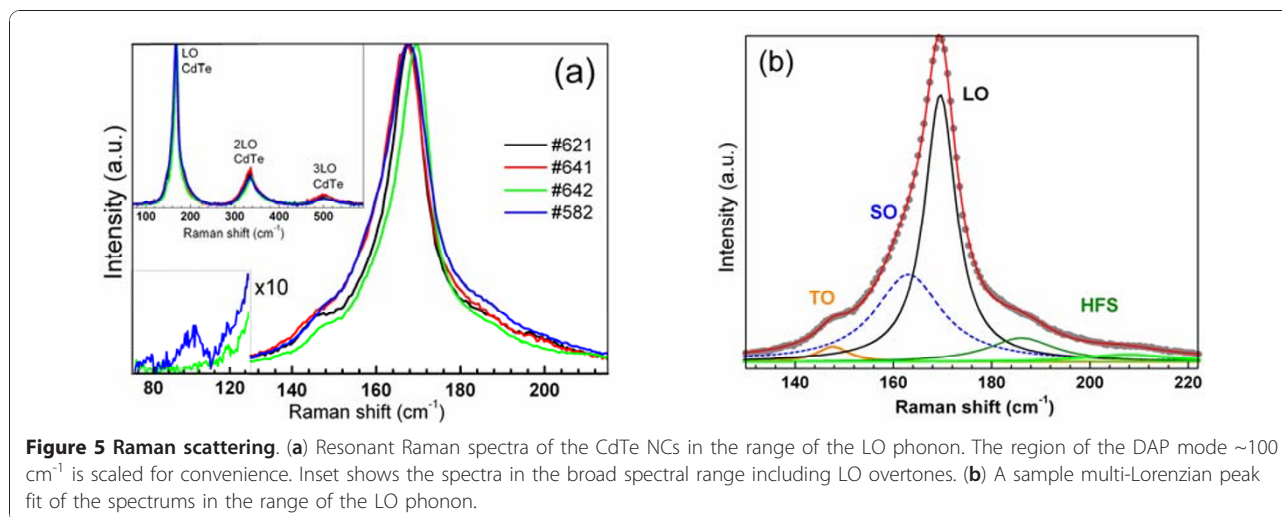 (a)
LO
CdTe
2LO
CdTe
3LO
CdTe
100 200 300 400 500
Raman shift (cm-1)
#621
#641
#642
#582
Intensity (a.u.)
x10
80 120 140 160 180 200
Raman shift (cm-1)
(b)
LO
SO
TO
HFS
Intensity (a.u.)
140 160 180 200 220
Raman shift (cm-1)
Figure 5 Raman scattering. (a) Resonant Raman spectra of the CdTe NCs in the range of the LO phonon. The region of the DAP mode ~100
cm-1 is scaled for convenience. Inset shows the spectra in the broad spectral range including LO overtones. (b) A sample multi-Lorenzian peak
fit of the spectrums in the range of the LO phonon.